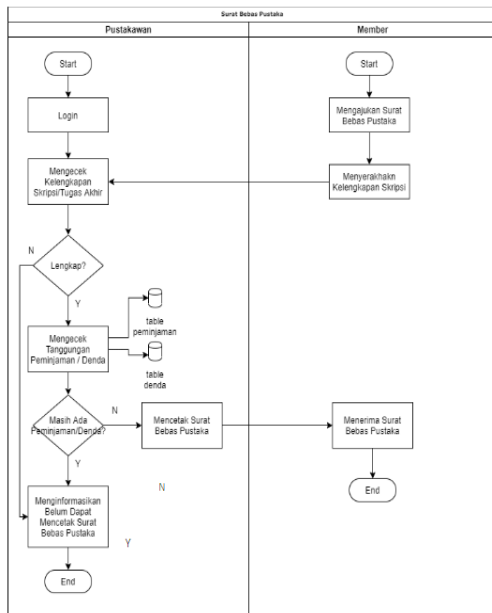 Surat Bebas Pustaka
Pustakawan
Member
Start
Start
Login
Mengajukan Surat
Bebas Pustaka
Mengecek
Kelengkapan
Skripsi/Tugas Akhir
Menyerakhakn
Kelengkapan Skripsi
N
Lengkap?
Y
Mengecek
Tanggungan
Peminjaman / Denda
table
peminjaman
table
denda
Masih Ada
Peminjaman/Denda?
N
Mencetak Surat
Bebas Pustaka
Menerima Surat
Bebas Pustaka
Y
N
End
Menginformasikan
Belum Dapat
Mencetak Surat
Bebas Pustaka
Y
End